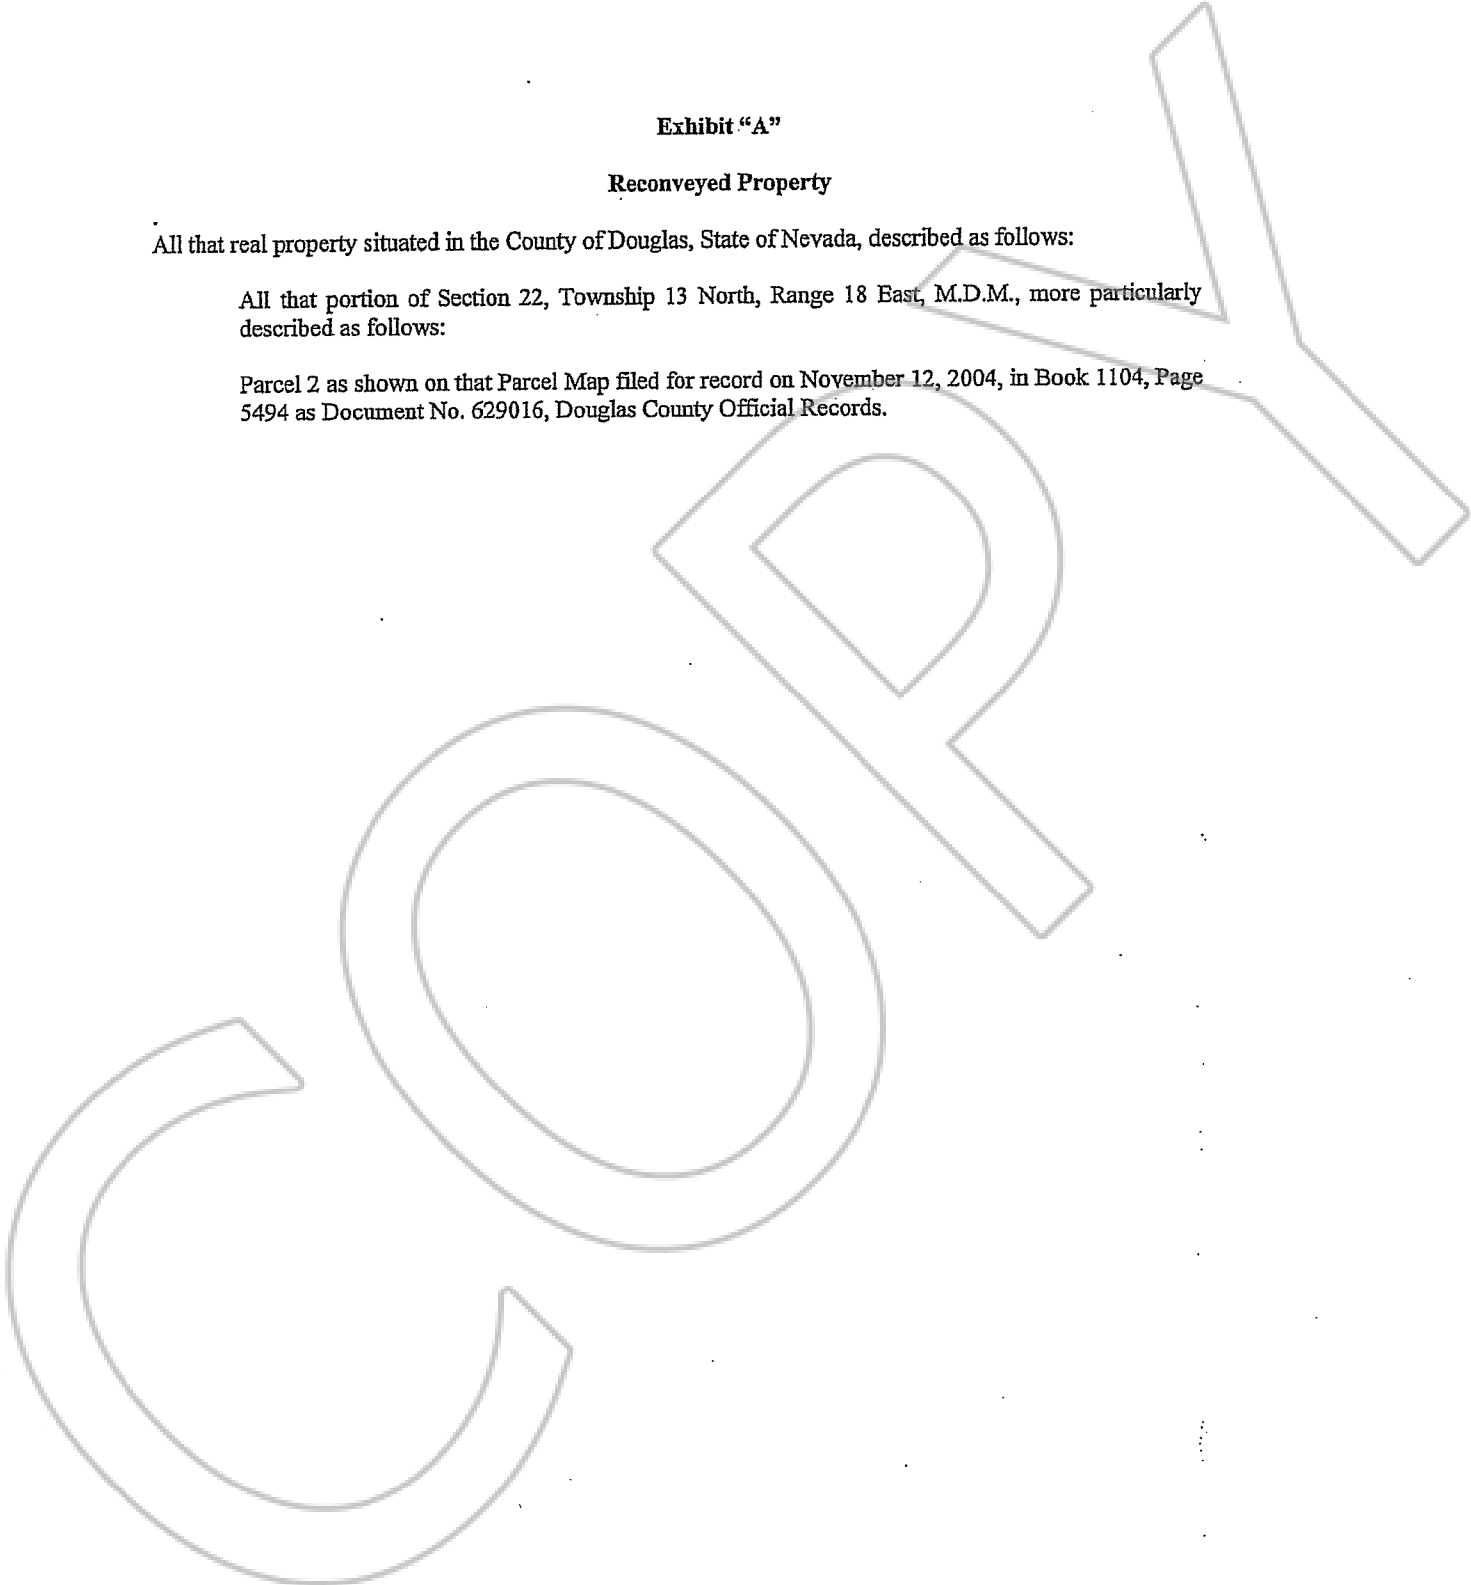 Exhibit “A”
Reconveyed Property
All that real property situated in the County of Douglas, State of Nevada, described as follows:
All that portion of Section 22, Township 13 North, Range 18 East, M.D.M., more particularly
described as follows:
Parcel 2 as shown on that Parcel Map filed for record on November 12, 2004, in Book 1104, Page
5494 as Document No. 629016, Douglas County Official Records.
COPY